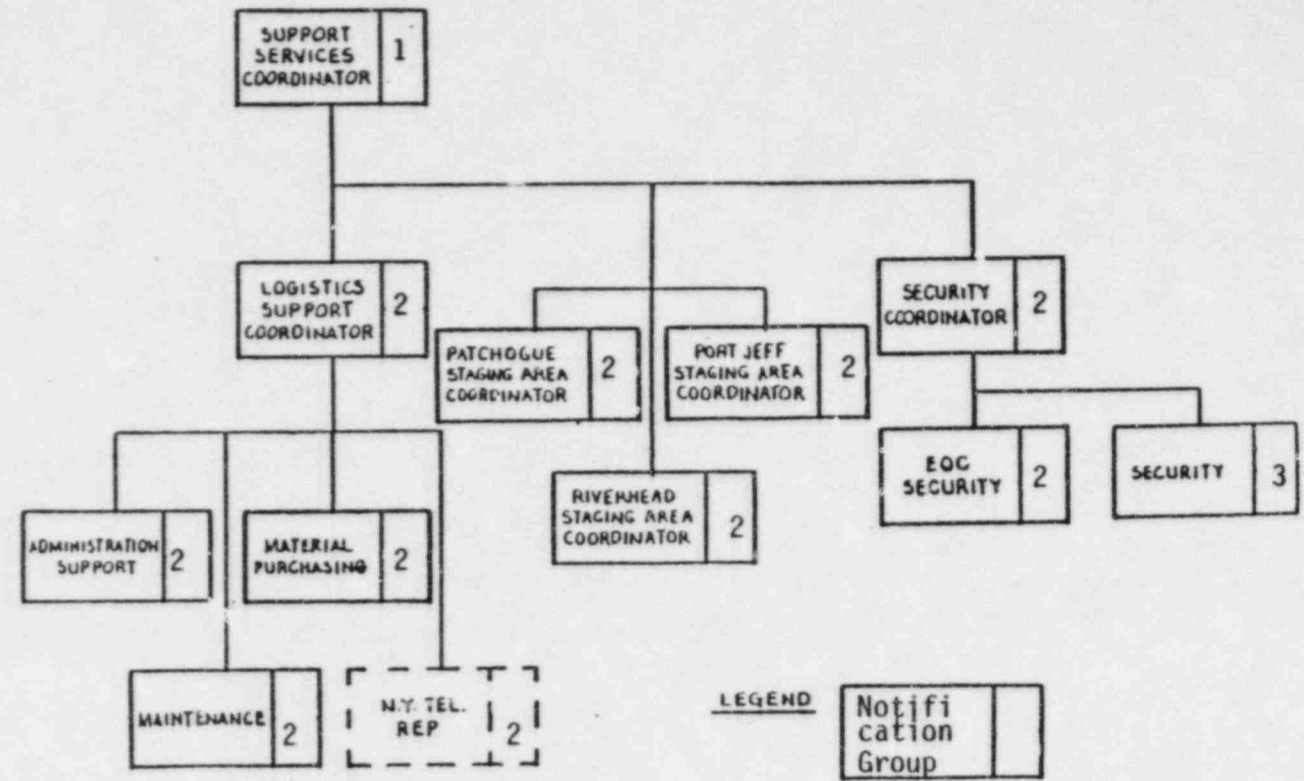 SUPPORT
SERVICES
COORDINATOR
1
LOGISTICS
SUPPORT
COORDINATOR
2
PATCHOGUE
STAGING AREA
COORDINATOR
2
PORT JEFF
STAGING AREA
COORDINATOR
2
SECURITY
COORDINATOR
2
RIVERHEAD
STAGING AREA
COORDINATOR
2
EOC
SECURITY
2
SECURITY
3
ADMINISTRATION
SUPPORT
2
MATERIAL
PURCHASING
2
MAINTENANCE
2
N.Y. TEL.
REP
2
LEGEND
Notifi
cation
Group